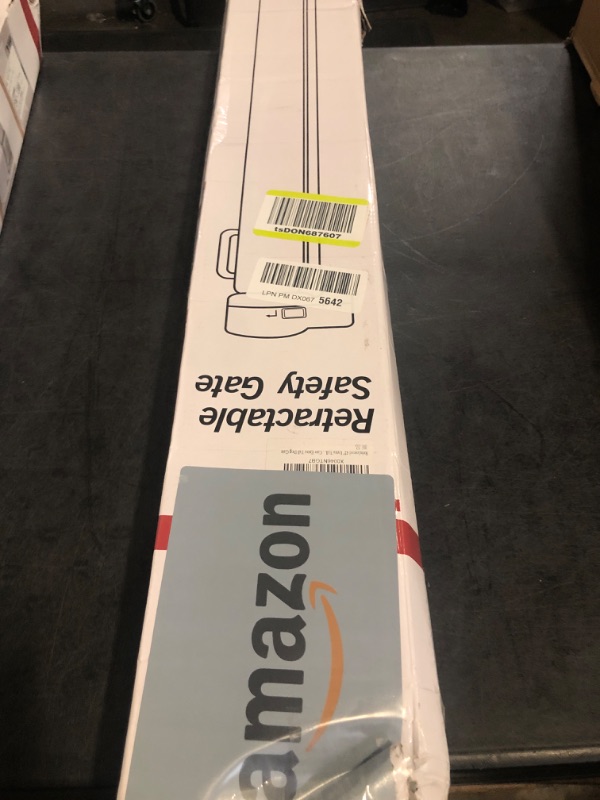 tsDON687607
LPN PM DX067 5642
Retractable
Safety Gate
amazon